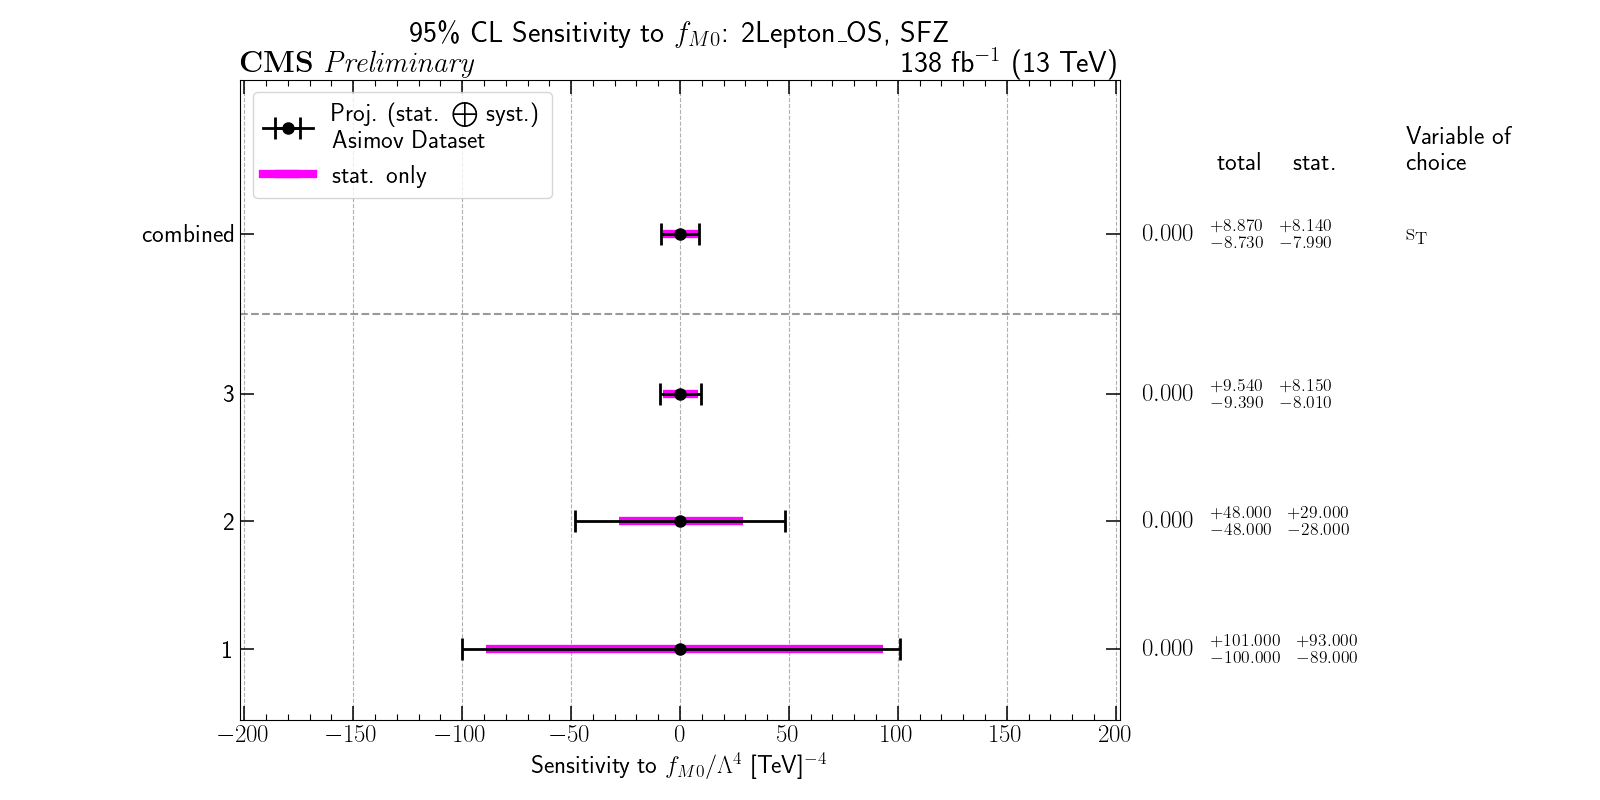 95% CL Sensitivity to f_{M0}: 2Lepton_OS, SFZ
CMS Preliminary
138 fb^{−1} (13 TeV)
Proj. (stat. ⨁ syst.)
Asimov Dataset
stat. only
Variable of
choice
total stat.
combined
0.000 +8.870 +8.140
−8.730 −7.990
s_T
3
0.000 +9.540 +8.150
−9.390 −8.010
2
0.000 +48.000 +29.000
−48.000 −28.000
1
0.000 +101.000 +93.000
−100.000 −89.000
−200 −150 −100 −50 0 50 100 150 200
Sensitivity to f_{M0}/Λ^4 [TeV]^{−4}